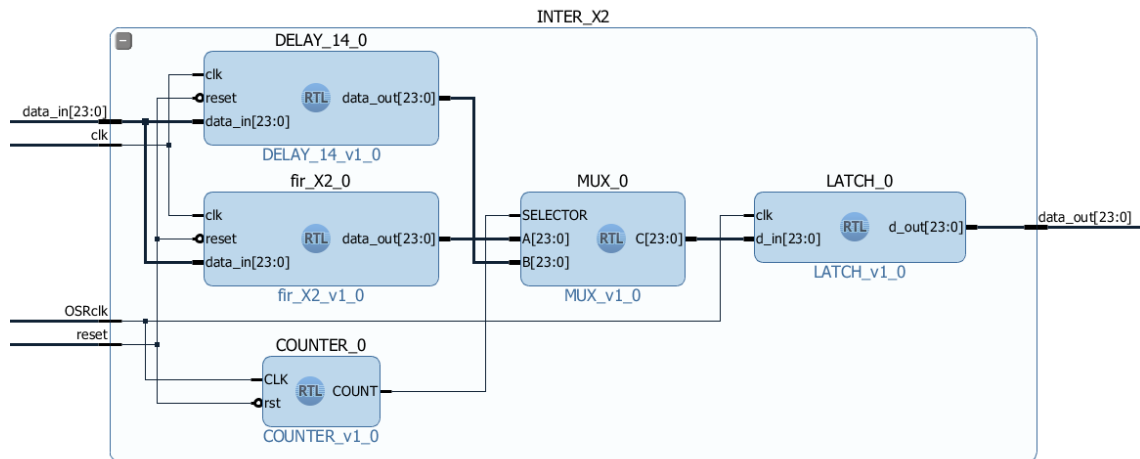 INTER_X2
DELAY_14_0
clk
reset
data_in[23:0]
RTL
data_out[23:0]
DELAY_14_v1_0
data_in[23:0]
clk
fir_X2_0
clk
reset
data_in[23:0]
RTL
data_out[23:0]
fir_X2_v1_0
MUX_0
SELECTOR
A[23:0]
B[23:0]
RTL
C[23:0]
MUX_v1_0
LATCH_0
clk
d_in[23:0]
RTL
d_out[23:0]
LATCH_v1_0
data_out[23:0]
OSRclk
reset
COUNTER_0
CLK
rst
RTL
COUNT
COUNTER_v1_0